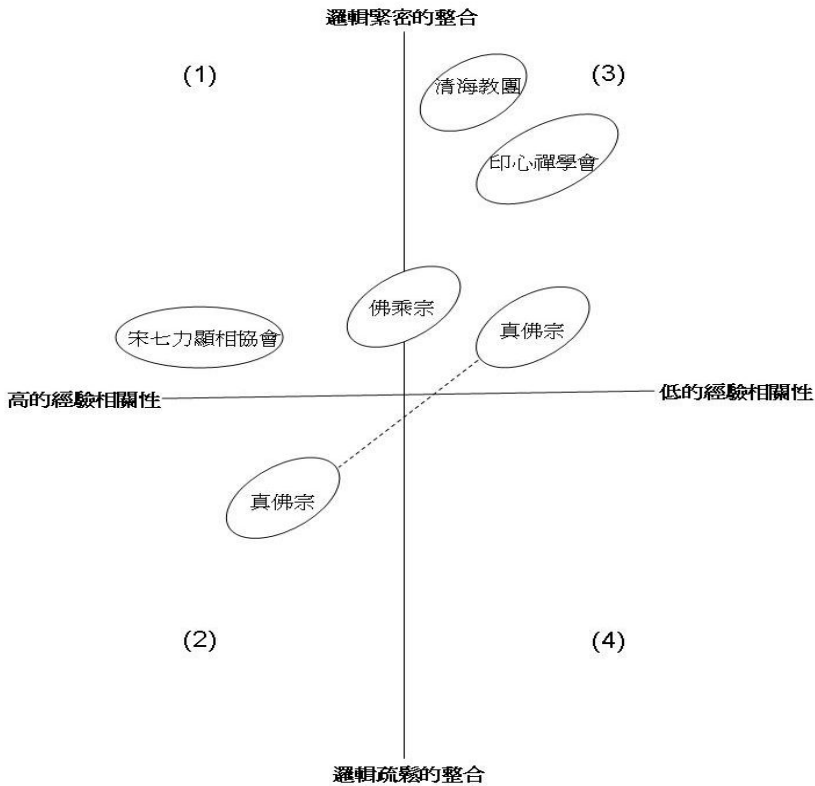 邏輯緊密的整合
(1)
(3)
清海教團
印心禪學會
佛乘宗
宋七力顯相協會
真佛宗
高的經驗相關性
低的經驗相關性
真佛宗
(2)
(4)
邏輯疏鬆的整合